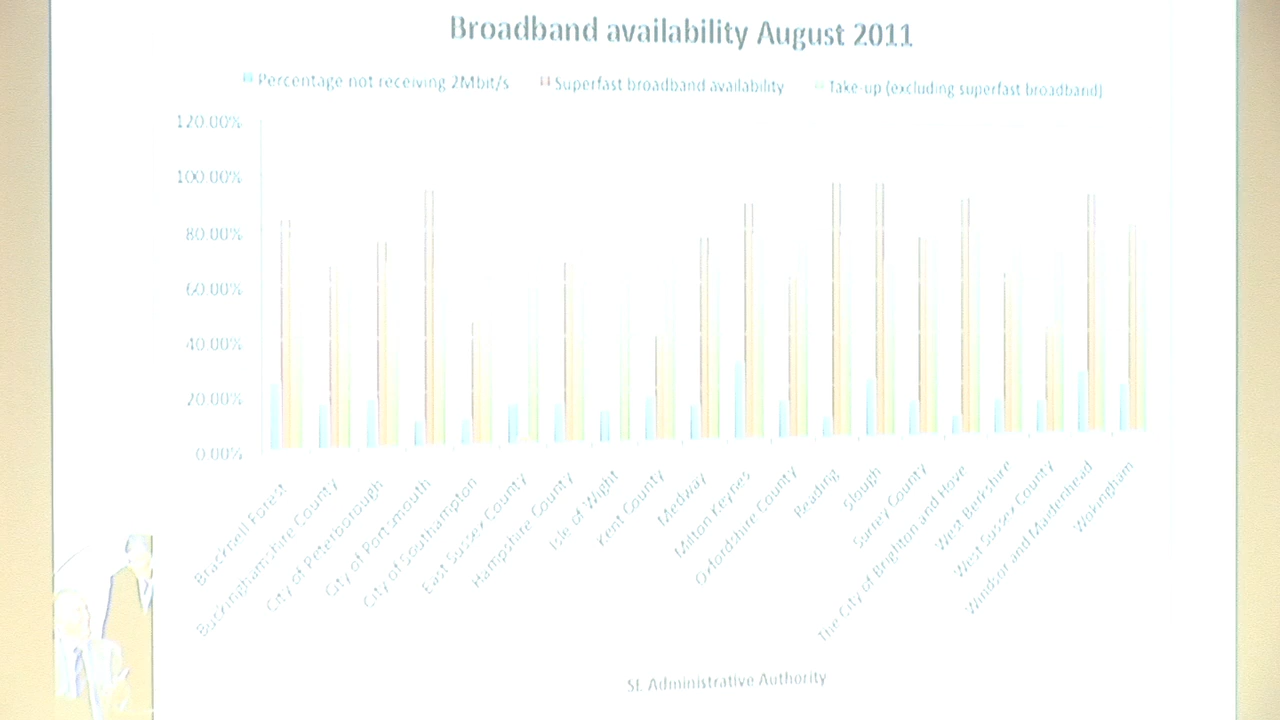 Broadband availability August 2011
Percentage not receiving 2Mbit/s
Superfast broadband availability
Take-up (excluding superfast broadband)
120.00%
100.00%
80.00%
60.00%
40.00%
20.00%
0.00%
Bracknell Forest
Buckinghamshire County
City of Peterborough
City of Portsmouth
City of Southampton
East Sussex County
Hampshire County
Isle of Wight
Kent County
Medway
Milton Keynes
Oxfordshire County
Reading
Slough
Surrey County
The City of Brighton and Hove
West Berkshire
West Sussex County
Windsor and Maidenhead
Wokingham
SE Administrative Authority